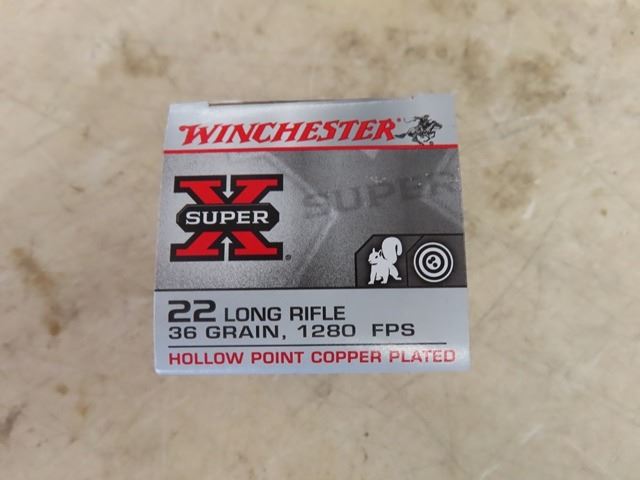 WINCHESTER
SUPER
X
SUPER
®
22 LONG RIFLE
36 GRAIN, 1280 FPS
HOLLOW POINT COPPER PLATED